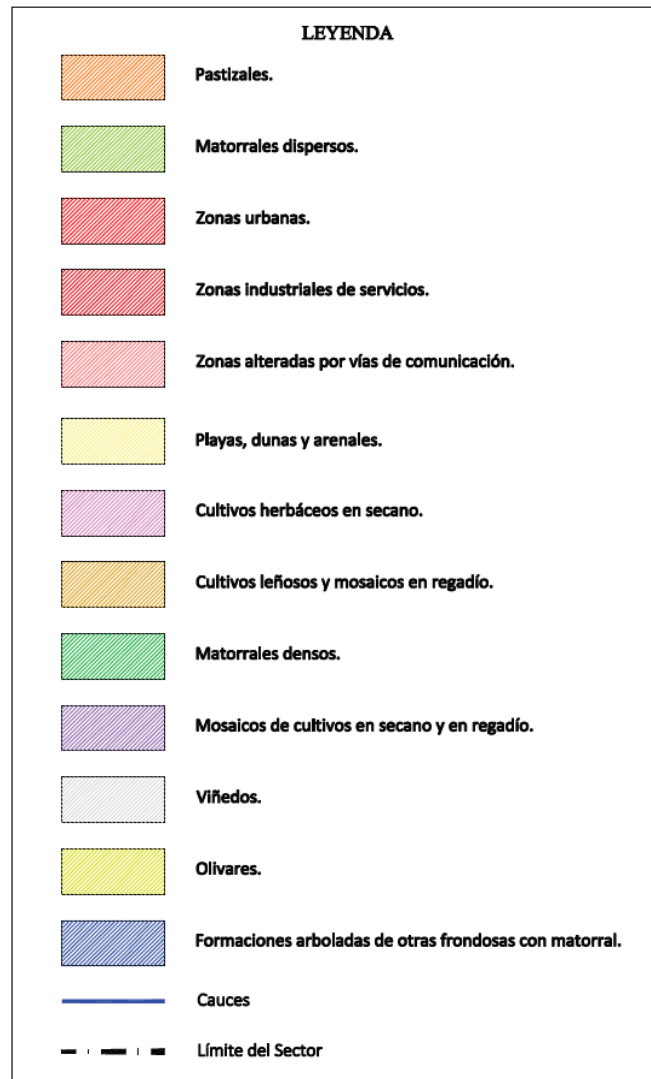 LEYENDA
Pastizales.
Matorrales dispersos.
Zonas urbanas.
Zonas industriales de servicios.
Zonas alteradas por vías de comunicación.
Playas, dunas y arenales.
Cultivos herbáceos en secano.
Cultivos leñosos y mosaicos en regadío.
Matorrales densos.
Mosaicos de cultivos en secano y en regadío.
Viñedos.
Olivares.
Formaciones arboladas de otras frondosas con matorral.
Cauces
Límite del Sector